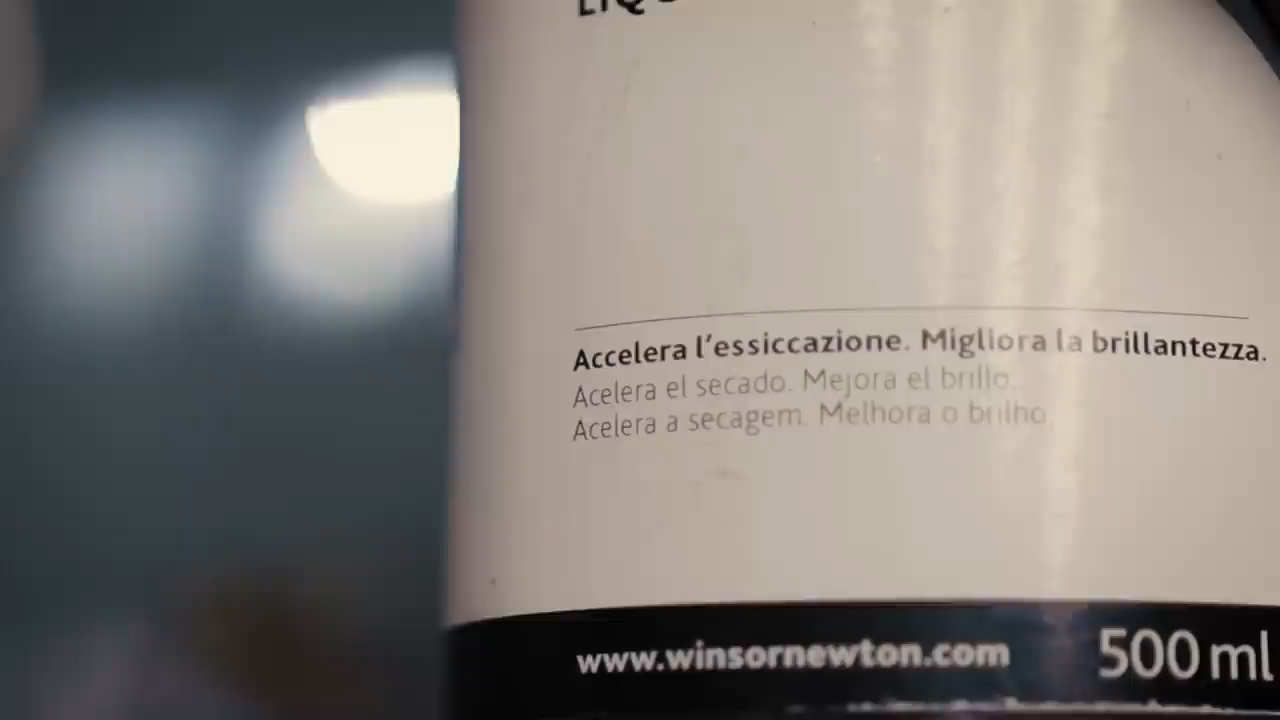 Accelera l'essiccazione. Migliora la brillantezza.
Acelera el secado. Mejora el brillo.
Acelera a secagem. Melhora o brilho
www.winsornewton.com 500 ml